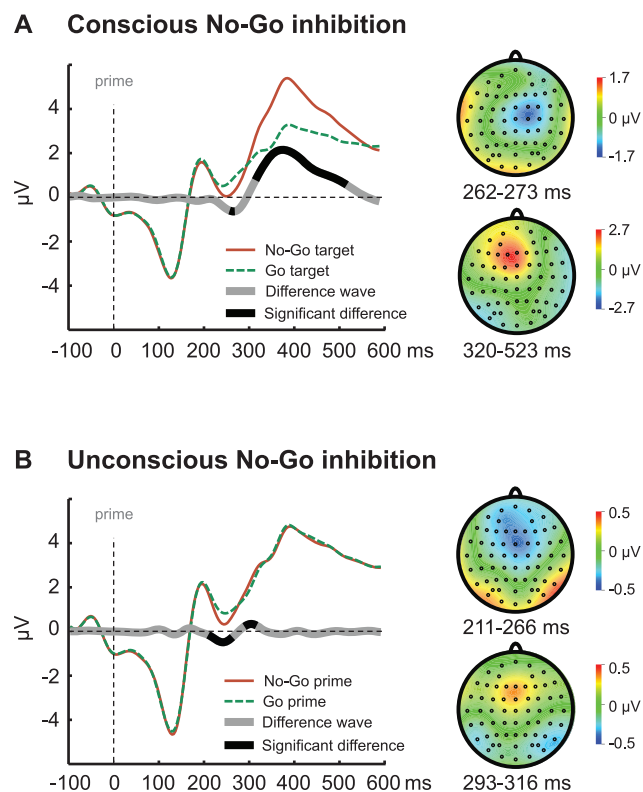 A Conscious No-Go inhibition
prime
4
2
0
-2
-4
μV
No-Go target
Go target
Difference wave
Significant difference
-100 0 100 200 300 400 500 600 ms
1.7
0 μV
-1.7
262-273 ms
2.7
0 μV
-2.7
320-523 ms
B Unconscious No-Go inhibition
prime
4
2
0
-2
-4
μV
No-Go prime
Go prime
Difference wave
Significant difference
-100 0 100 200 300 400 500 600 ms
0.5
0 μV
-0.5
211-266 ms
0.5
0 μV
-0.5
293-316 ms